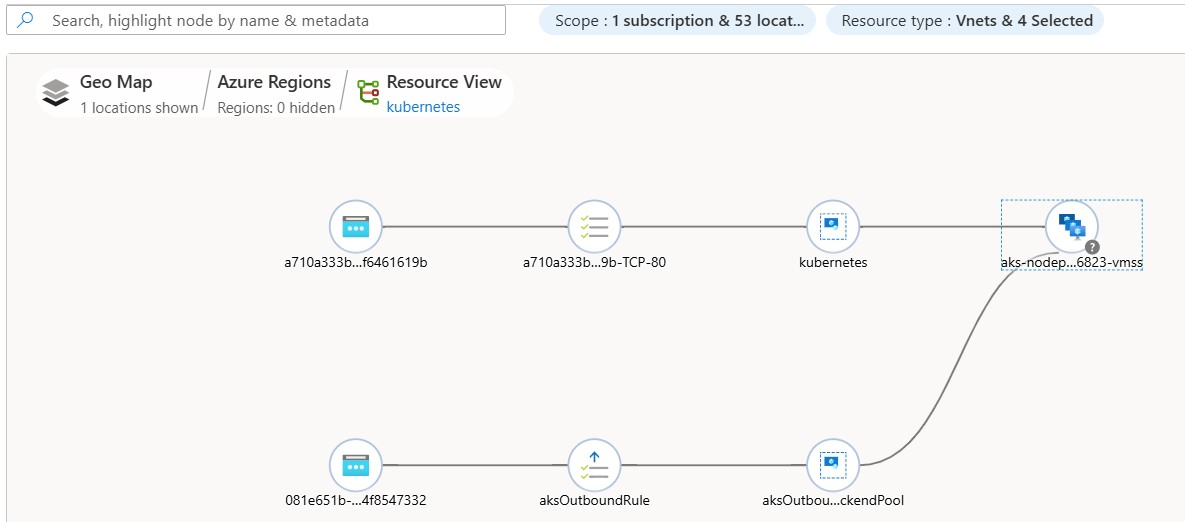 Search, highlight node by name & metadata
Scope : 1 subscription & 53 locat...
Resource type : Vnets & 4 Selected
Geo Map
1 locations shown
Azure Regions
Regions: 0 hidden
Resource View
kubernetes
a710a333b...f6461619b
a710a333b...9b-TCP-80
kubernetes
?
aks-nodep...6823-vmss
081e651b-...4f8547332
aksOutboundRule
aksOutbou...ckendPool